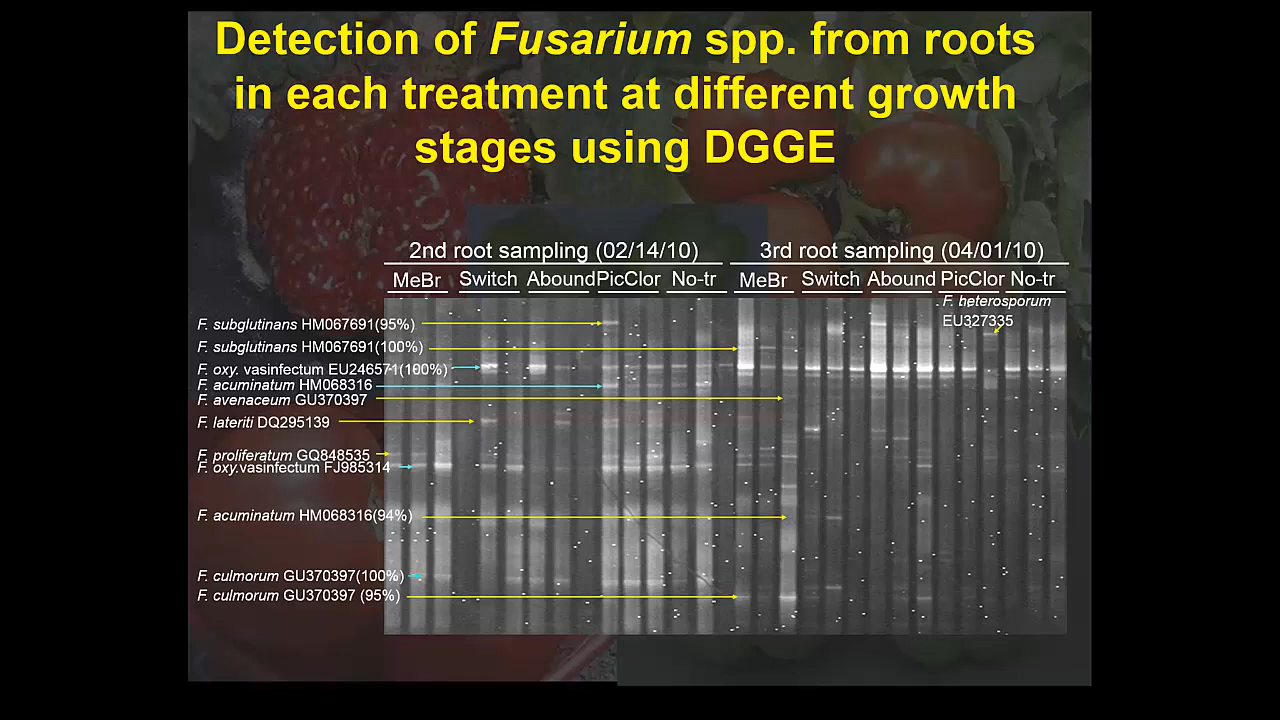 Detection of Fusarium spp. from roots
in each treatment at different growth
stages using DGGE
2nd root sampling (02/14/10)
3rd root sampling (04/01/10)
MeBr Switch Abound PicClor No-tr
MeBr Switch Abound PicClor No-tr
F. heterosporum
EU327335
F. subglutinans HM067691(95%)
F. subglutinans HM067691(100%)
F. oxy. vasinfectum EU246571(100%)
F. acuminatum HM068316
F. avenaceum GU370397
F. lateriti DQ295139
F. proliferatum GQ848535
F. oxy.vasinfectum FJ985314
F. acuminatum HM068316(94%)
F. culmorum GU370397(100%)
F. culmorum GU370397 (95%)